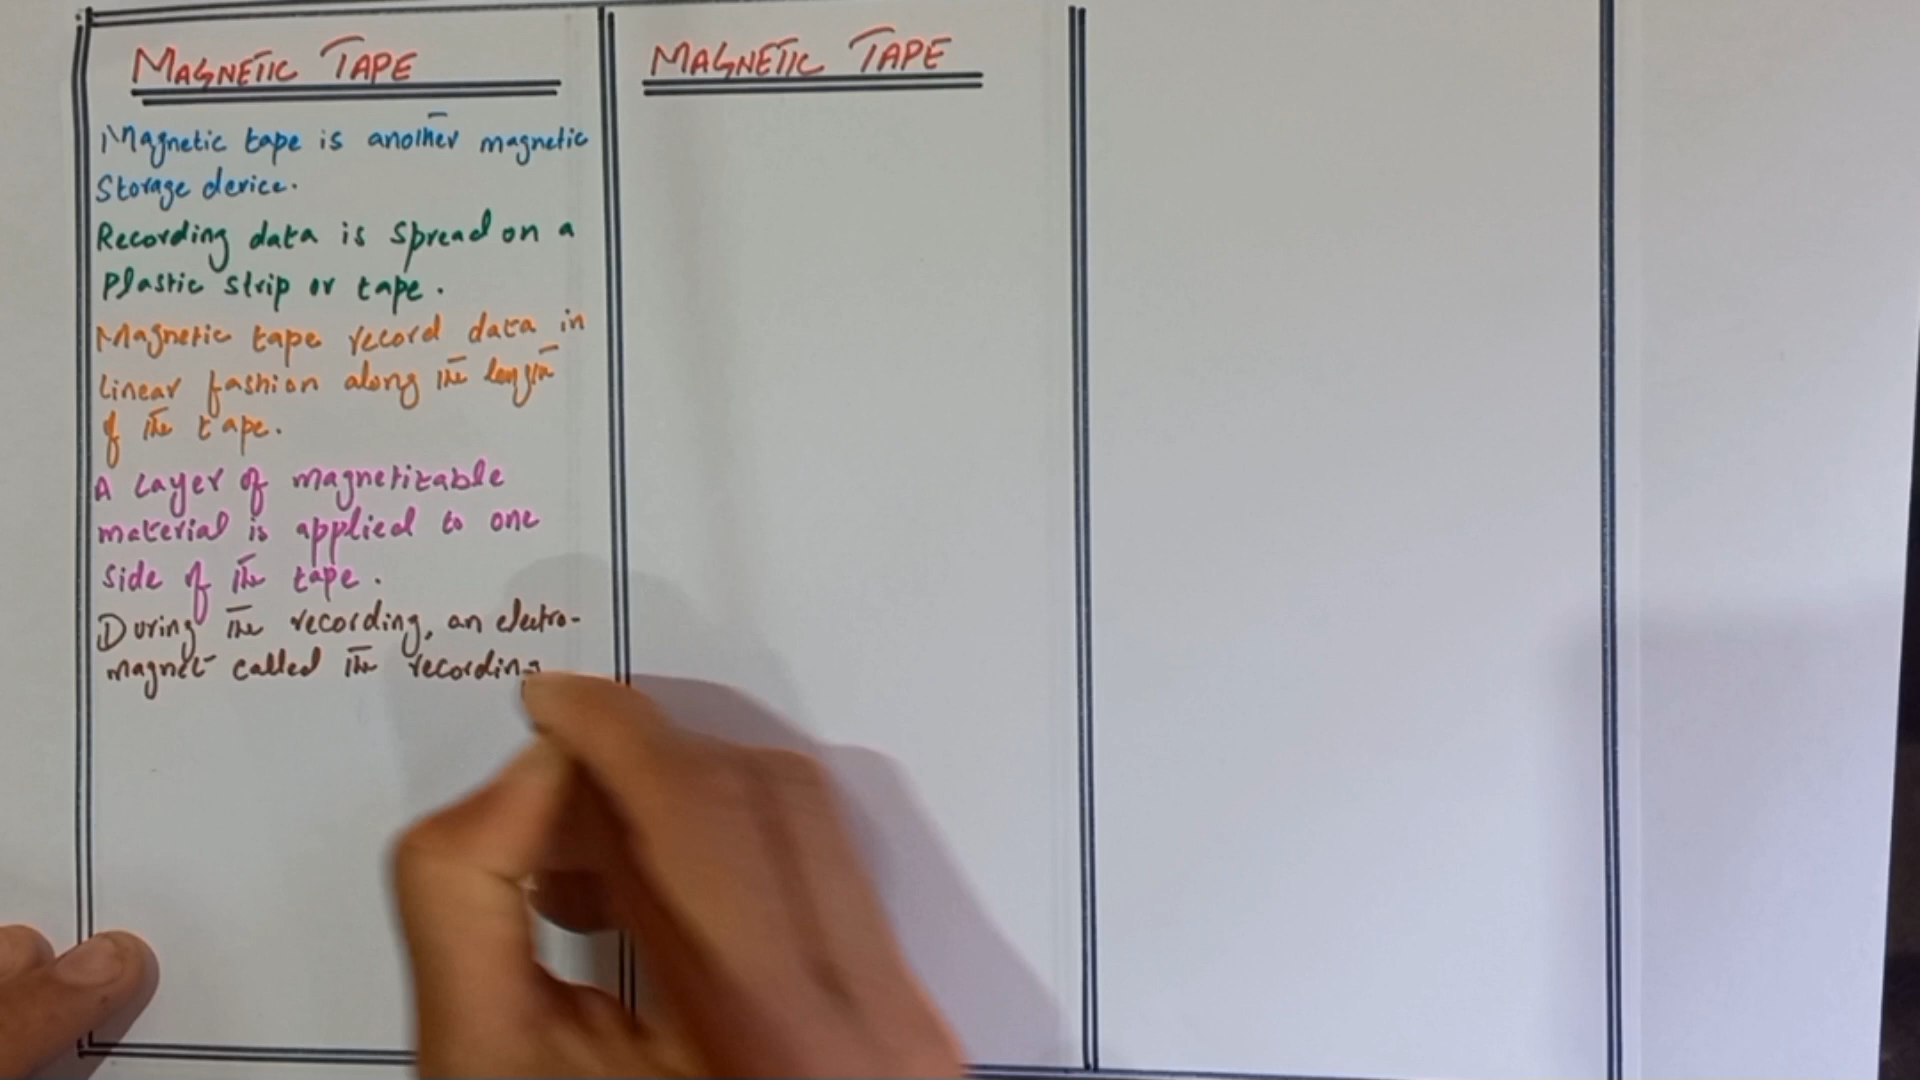 MAGNETIC TAPE
Magnetic tape is another magnetic
Storage device.
Recording data is spread on a
plastic strip or tape.
Magnetic tape record data in
linear fashion along the length
of the tape.
A layer of magnetizable
material is applied to one
side of the tape.
During the recording, an electro-
magnet called the recording
MAGNETIC TAPE